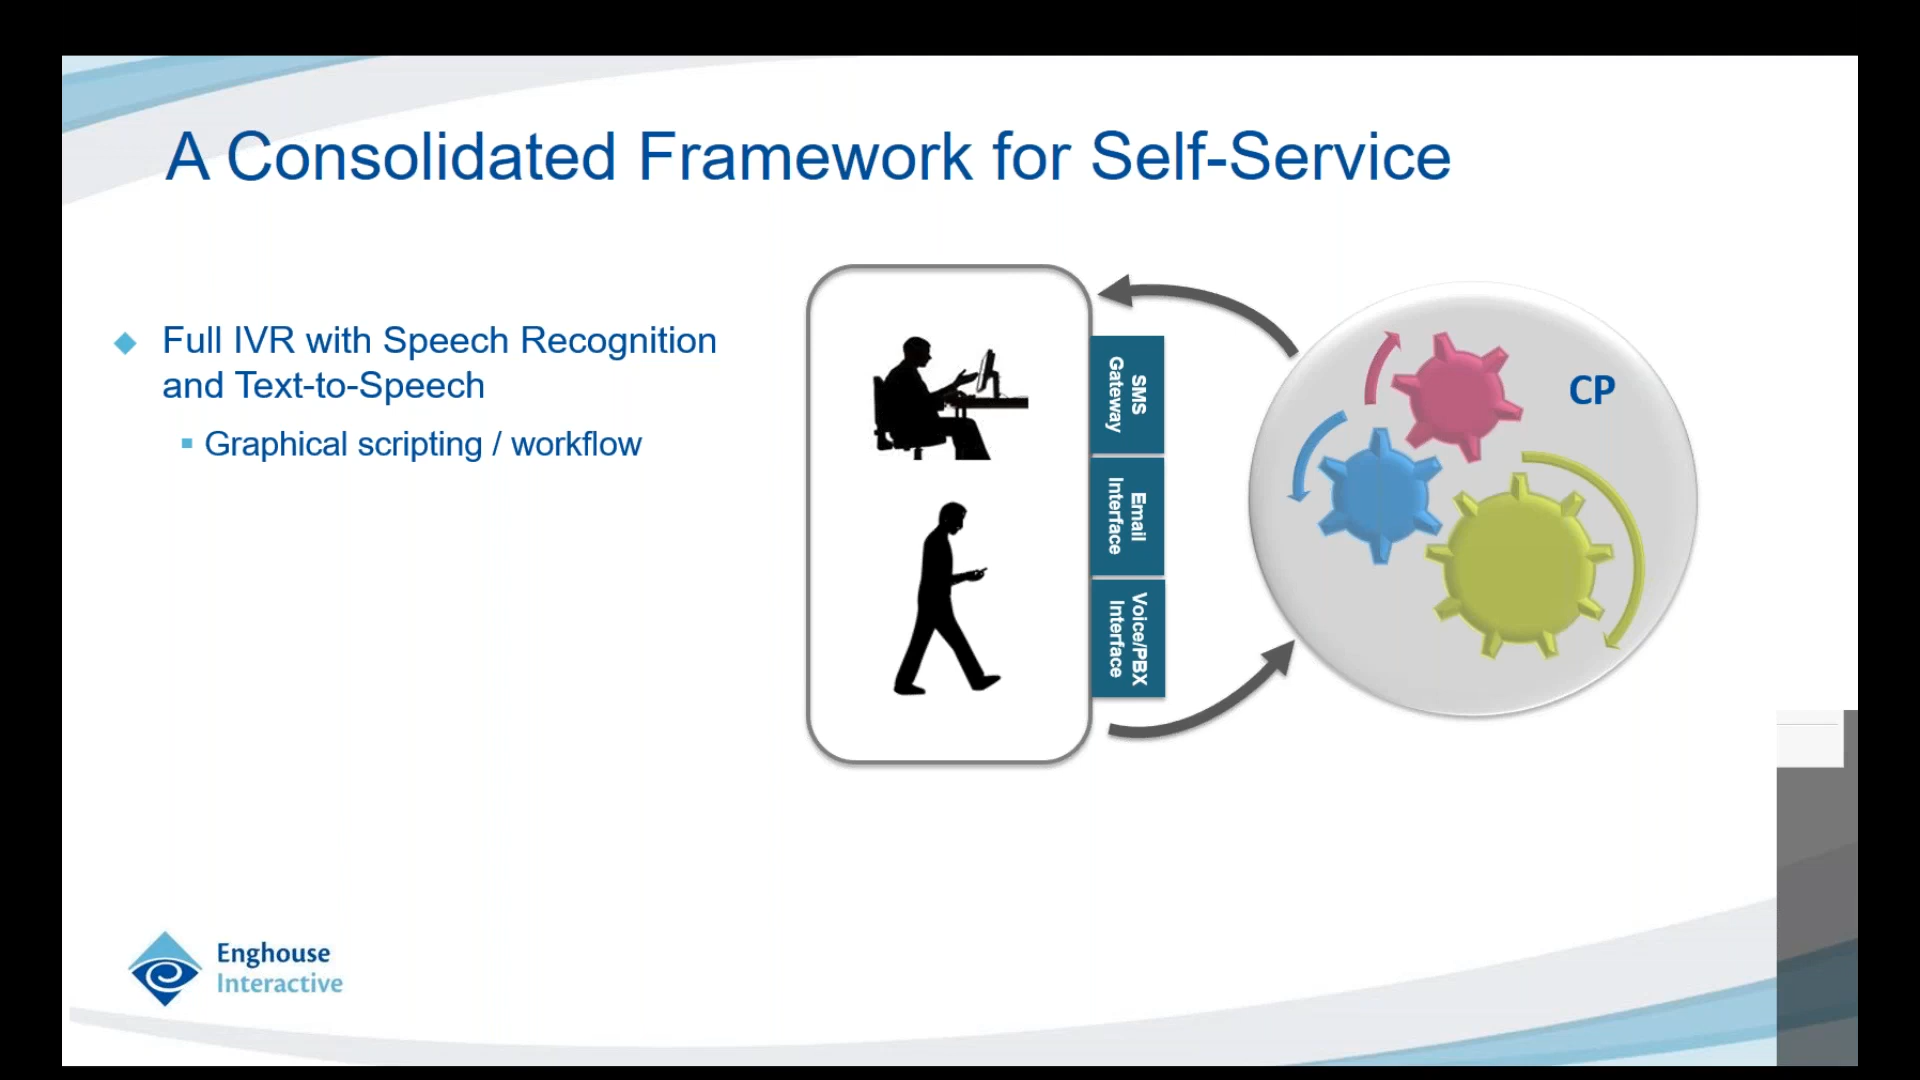 A Consolidated Framework for Self-Service
Full IVR with Speech Recognition
and Text-to-Speech
Graphical scripting / workflow
SMS
Gateway
Email
Interface
Voice/PBX
Interface
CP
Enghouse
Interactive